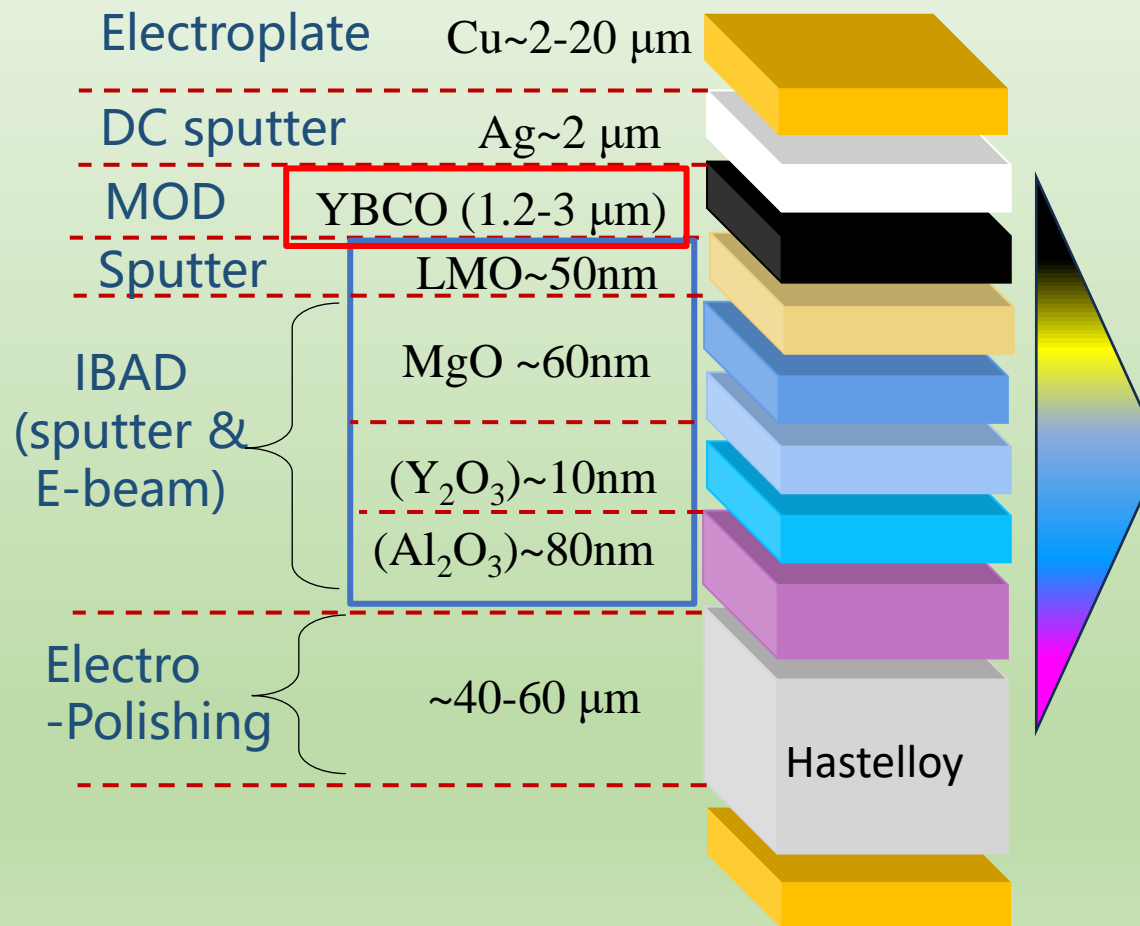 Electroplate Cu~2-20 μm
DC sputter Ag~2 μm
MOD YBCO (1.2-3 μm)
Sputter LMO~50nm
IBAD
(sputter &
E-beam)
MgO ~60nm
(Y₂O₃)~10nm
(Al₂O₃)~80nm
Electro
-Polishing
~40-60 μm
Hastelloy